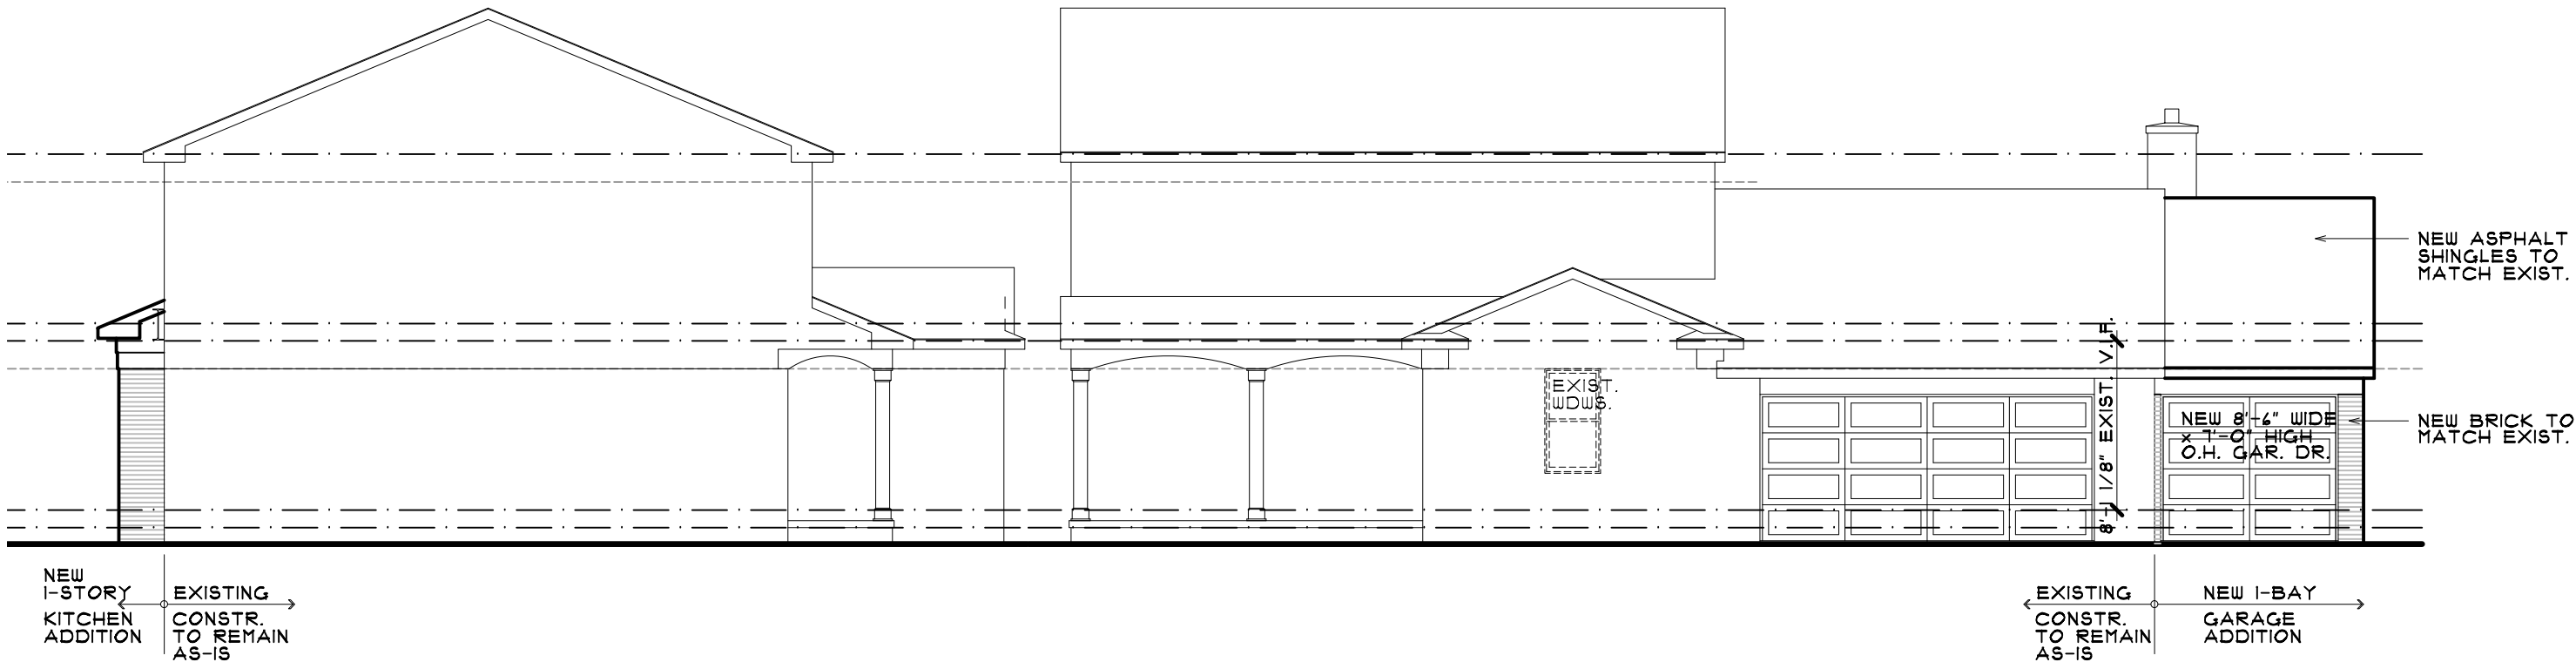 NEW ASPHALT
SHINGLES TO
MATCH EXIST.
EXIST.
WDWS.
8'-1 1/8" EXIST. V.I.F.
NEW 8'-6" WIDE
x 7'-0" HIGH
O.H. GAR. DR.
NEW BRICK TO
MATCH EXIST.
NEW
1-STORY
KITCHEN
ADDITION
EXISTING
CONSTR.
TO REMAIN
AS-IS
EXISTING
CONSTR.
TO REMAIN
AS-IS
NEW 1-BAY
GARAGE
ADDITION